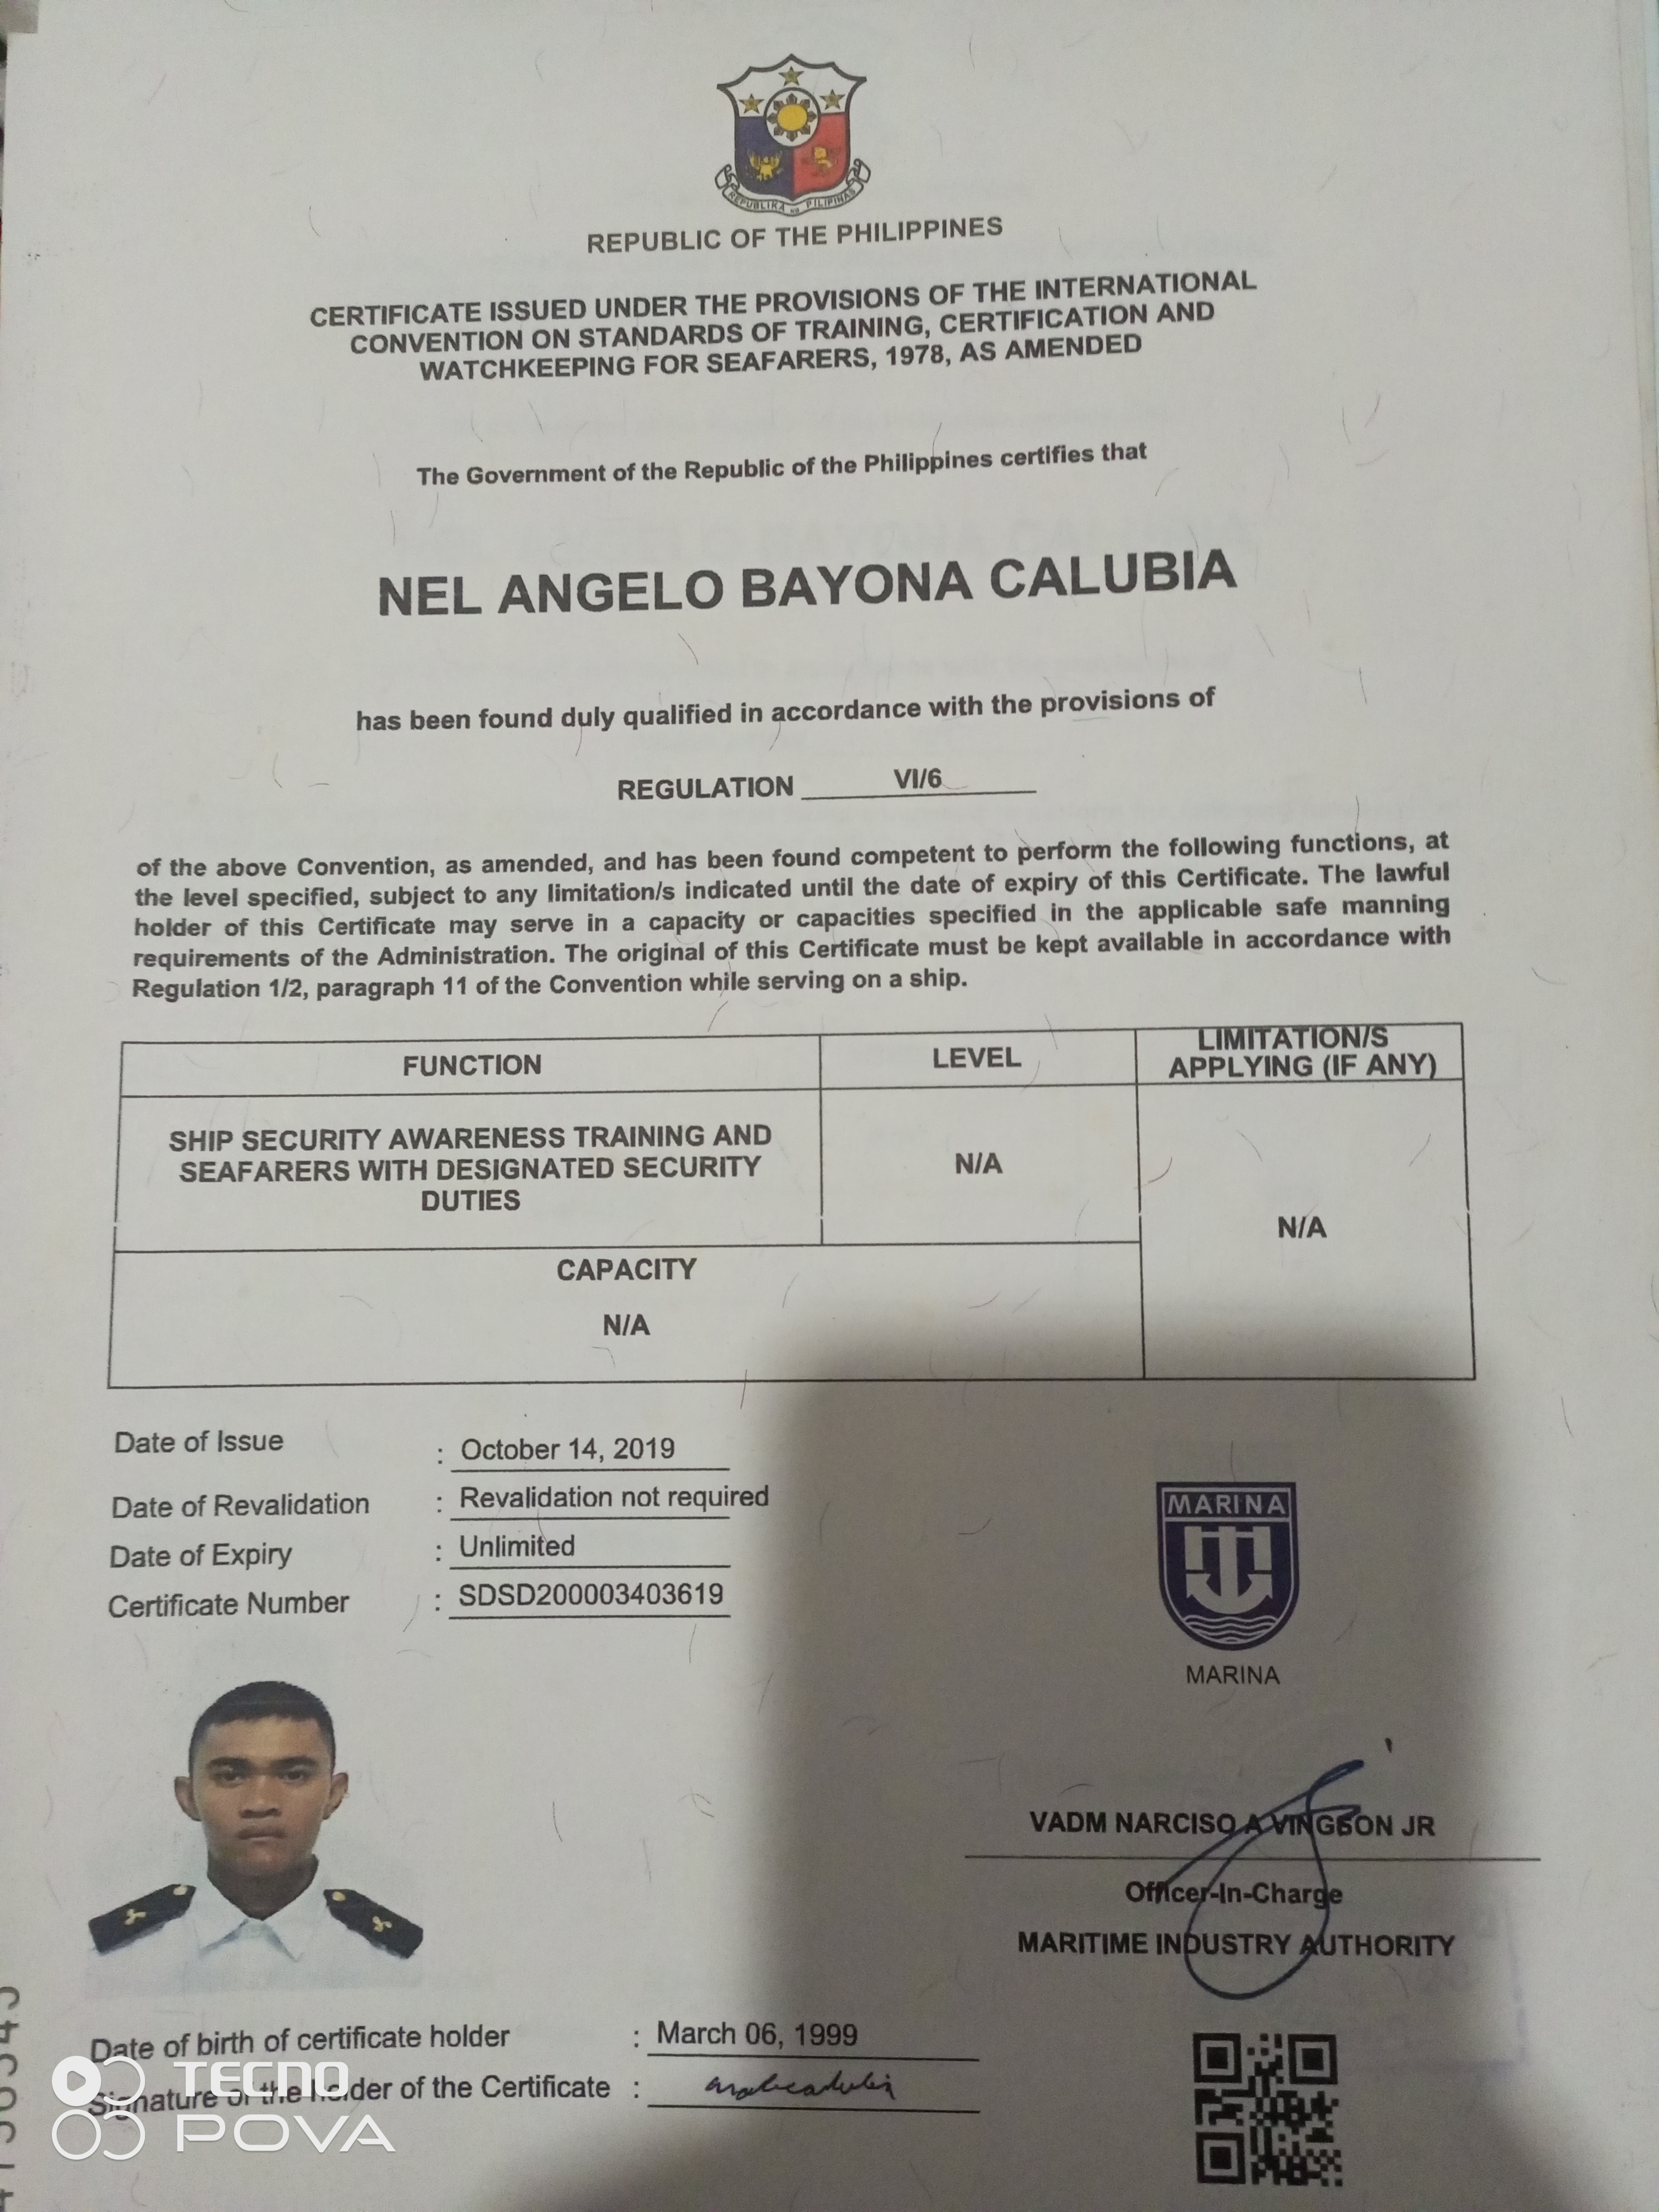 REPUBLIKA NG PILIPINAS
REPUBLIC OF THE PHILIPPINES
CERTIFICATE ISSUED UNDER THE PROVISIONS OF THE INTERNATIONAL
CONVENTION ON STANDARDS OF TRAINING, CERTIFICATION AND
WATCHKEEPING FOR SEAFARERS, 1978, AS AMENDED
The Government of the Republic of the Philippines certifies that
NEL ANGELO BAYONA CALUBIA
has been found duly qualified in accordance with the provisions of
REGULATION VI/6
of the above Convention, as amended, and has been found competent to perform the following functions, at
the level specified, subject to any limitation/s indicated until the date of expiry of this Certificate. The lawful
holder of this Certificate may serve in a capacity or capacities specified in the applicable safe manning
requirements of the Administration. The original of this Certificate must be kept available in accordance with
Regulation 1/2, paragraph 11 of the Convention while serving on a ship.
FUNCTION LEVEL LIMITATION/S
APPLYING (IF ANY)
SHIP SECURITY AWARENESS TRAINING AND
SEAFARERS WITH DESIGNATED SECURITY
DUTIES
N/A
N/A
CAPACITY
N/A
Date of Issue : October 14, 2019
Date of Revalidation : Revalidation not required
Date of Expiry : Unlimited
Certificate Number : SDSD200003403619
MARINA
MARINA
VADM NARCISO A VINGSON JR
Officer-In-Charge
MARITIME INDUSTRY AUTHORITY
Date of birth of certificate holder : March 06, 1999
Signature of the holder of the Certificate :
TECNO
POVA